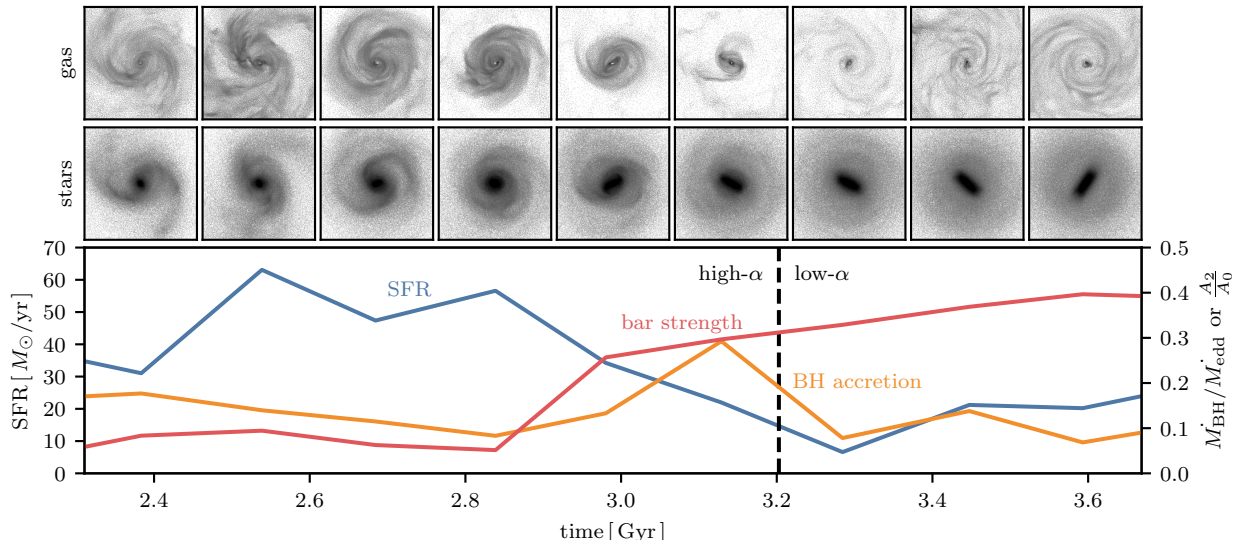 gas
stars
70
60
50
40
30
20
10
0
SFR [ M⊙/yr ]
0.5
0.4
0.3
0.2
0.1
0.0
Ṁ_BH/Ṁ_edd or A₂/A₀
high-α
low-α
SFR
bar strength
BH accretion
2.4 2.6 2.8 3.0 3.2 3.4 3.6
time [ Gyr ]